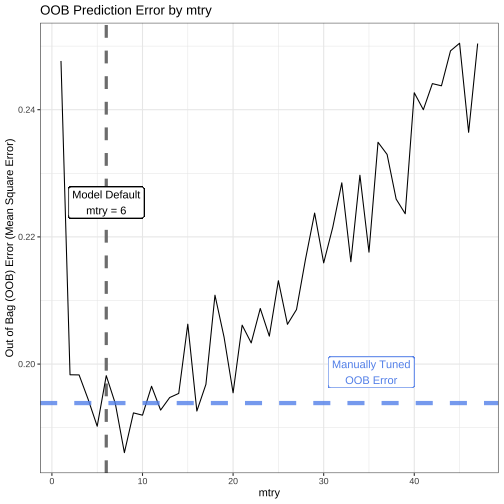 OOB Prediction Error by mtry
Out of Bag (OOB) Error (Mean Square Error)
0.24
0.22
0.20
Model Default
mtry = 6
Manually Tuned
OOB Error
0
10
20
30
40
mtry